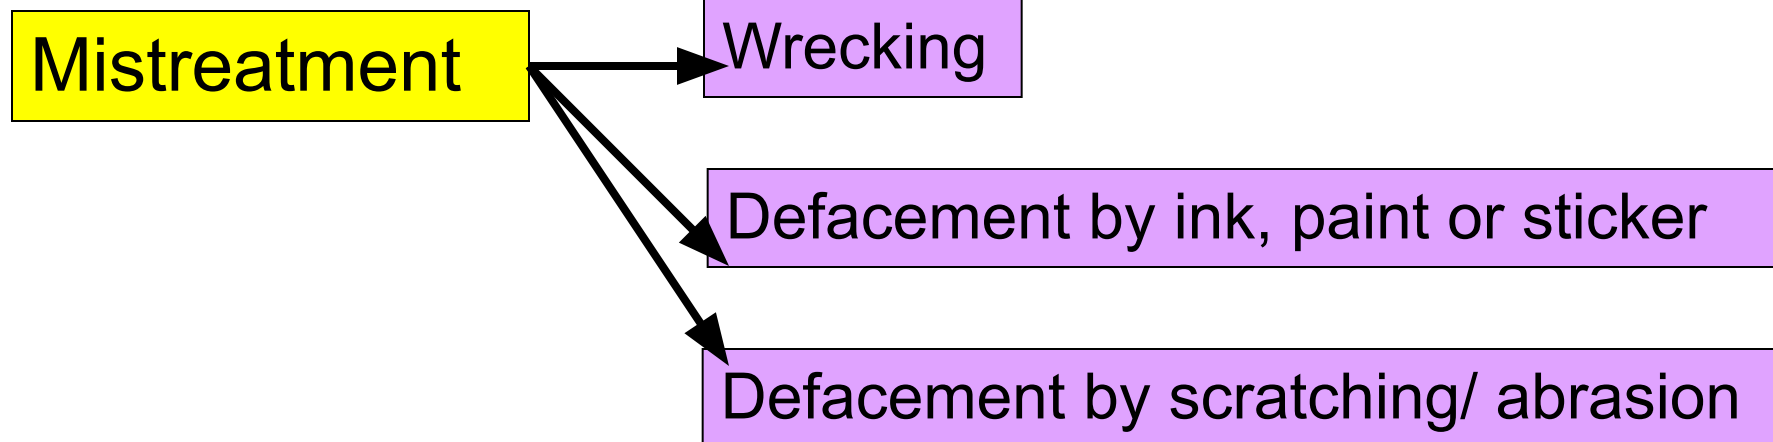 Mistreatment
Wrecking
Defacement by ink, paint or sticker
Defacement by scratching/ abrasion